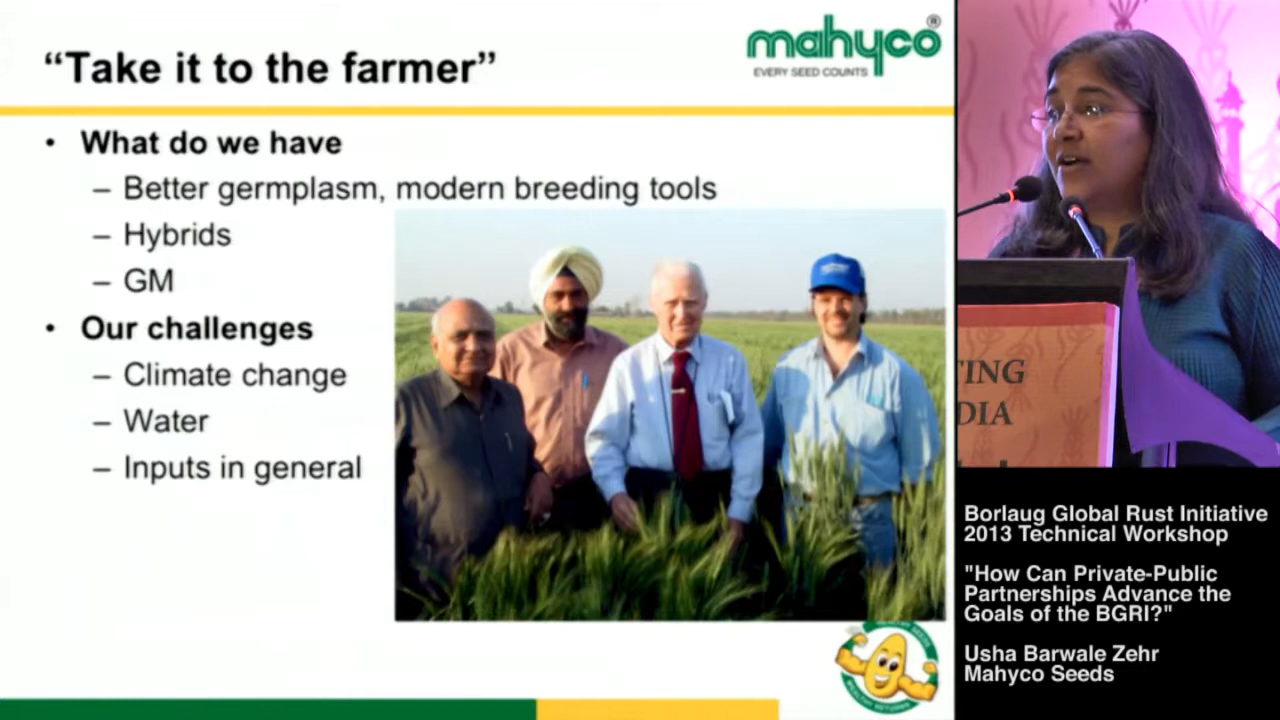 “Take it to the farmer”
mahyco®
EVERY SEED COUNTS
• What do we have
– Better germplasm, modern breeding tools
– Hybrids
– GM
• Our challenges
– Climate change
– Water
– Inputs in general
TING
DIA
Borlaug Global Rust Initiative
2013 Technical Workshop
"How Can Private-Public
Partnerships Advance the
Goals of the BGRI?"
Usha Barwale Zehr
Mahyco Seeds